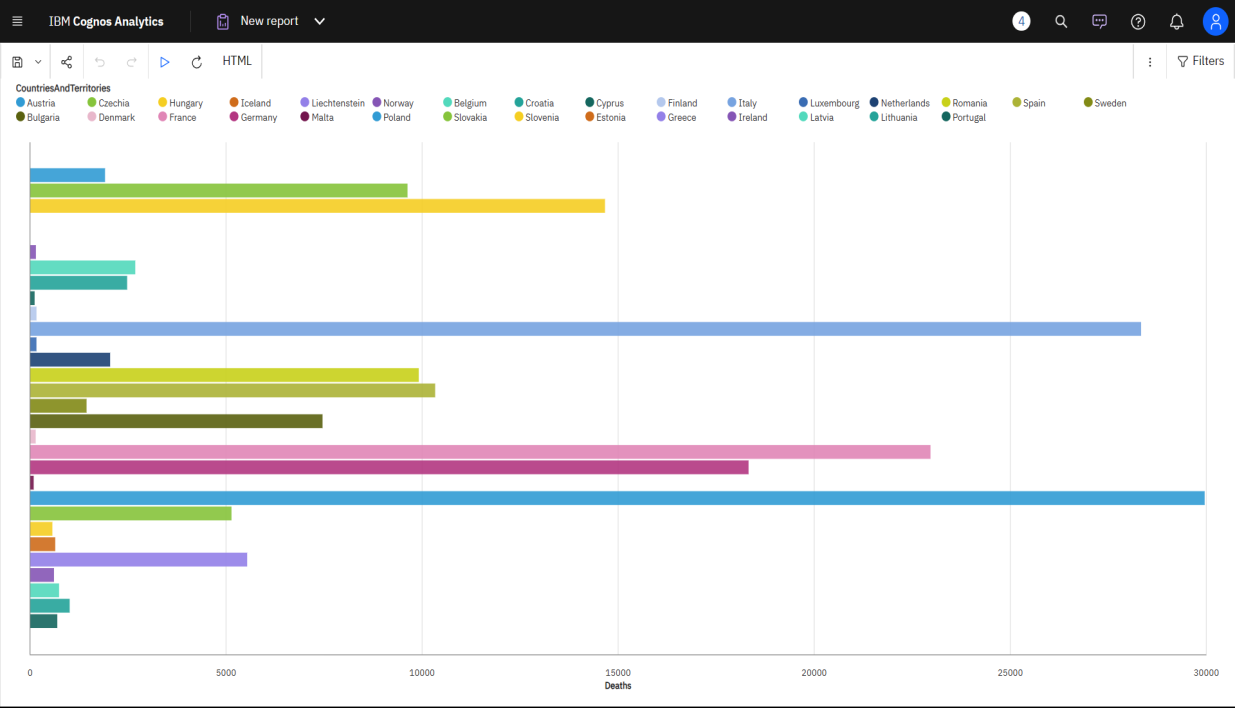 IBM Cognos Analytics New report 4
HTML Filters
CountriesAndTerritories
Austria Czechia Hungary Iceland Liechtenstein Norway Belgium Croatia Cyprus Finland Italy Luxembourg Netherlands Romania Spain Sweden
Bulgaria Denmark France Germany Malta Poland Slovakia Slovenia Estonia Greece Ireland Latvia Lithuania Portugal
0 5000 10000 15000 20000 25000 30000
Deaths